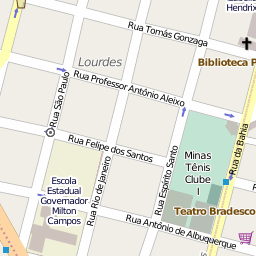 Hendrix
Rua Tomás Gonzaga
Lourdes
Biblioteca P
Rua Professor Antônio Aleixo
Rua São Paulo
Rua Felipe dos Santos
Minas
Tênis
Clube
I
Rua da Bahia
Rua Espírito Santo
Rua Rio de Janeiro
Escola
Estadual
Governador
Milton
Campos
Teatro Bradesco
Rua Antônio de Albuquerque